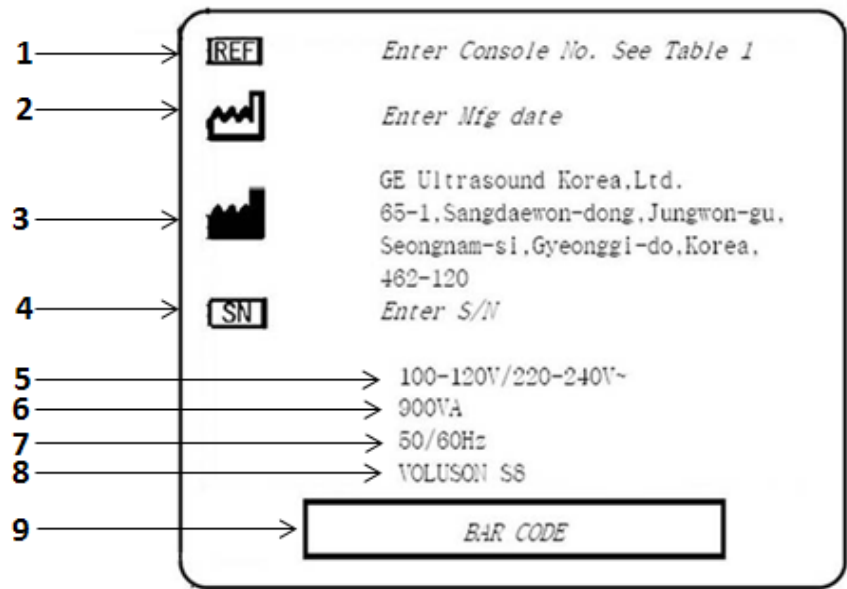 1 REF Enter Console No. See Table 1
2 Enter Mfg date
GE Ultrasound Korea,Ltd.
3 65-1,Sangdaewon-dong,Jungwon-gu,
Seongnam-si,Gyeonggi-do,Korea,
462-120
4 SN Enter S/N
5 100-120V/220-240V~
6 900VA
7 50/60Hz
8 VOLUSON S8
9 BAR CODE